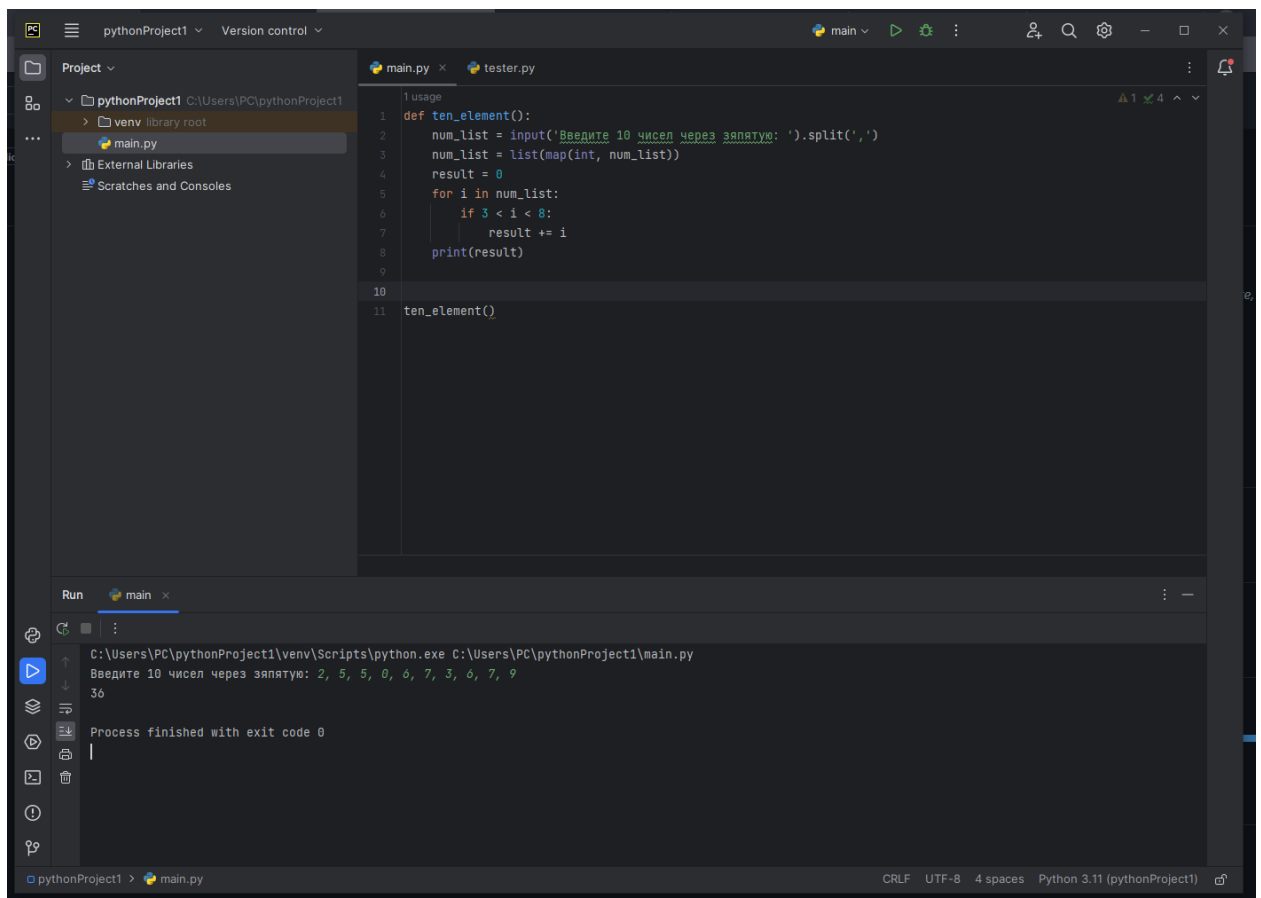 PC pythonProject1 Version control main
Project
main.py tester.py
pythonProject1 C:\Users\PC\pythonProject1
venv library root
main.py
External Libraries
Scratches and Consoles
1 usage
1 4
1 def ten_element():
2 num_list = input('Введите 10 чисел через зяпятую: ').split(',')
3 num_list = list(map(int, num_list))
4 result = 0
5 for i in num_list:
6 if 3 < i < 8:
7 result += i
8 print(result)
9
10
11 ten_element()
Run main
C:\Users\PC\pythonProject1\venv\Scripts\python.exe C:\Users\PC\pythonProject1\main.py
Введите 10 чисел через зяпятую: 2, 5, 5, 0, 6, 7, 3, 6, 7, 9
36
Process finished with exit code 0
pythonProject1 > main.py CRLF UTF-8 4 spaces Python 3.11 (pythonProject1)